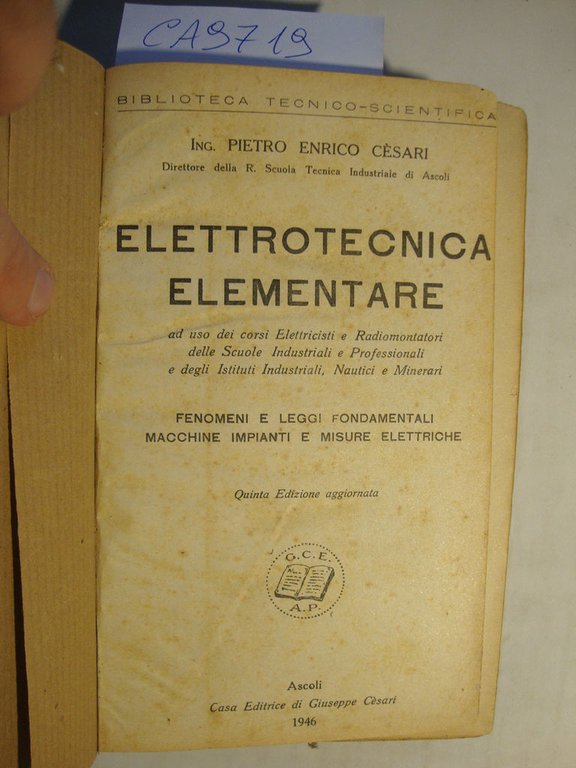 CA9719
BIBLIOTECA TECNICO-SCIENTIFICA
ING. PIETRO ENRICO CÈSARI
Direttore della R. Scuola Tecnica Industriale di Ascoli
ELETTROTECNICA
ELEMENTARE
ad uso dei corsi Elettricisti e Radiomontatori
delle Scuole Industriali e Professionali
e degli Istituti Industriali, Nautici e Minerari
FENOMENI E LEGGI FONDAMENTALI
MACCHINE IMPIANTI E MISURE ELETTRICHE
Quinta Edizione aggiornata
G.C.E.
A.P.
Ascoli
Casa Editrice di Giuseppe Cèsari
1946